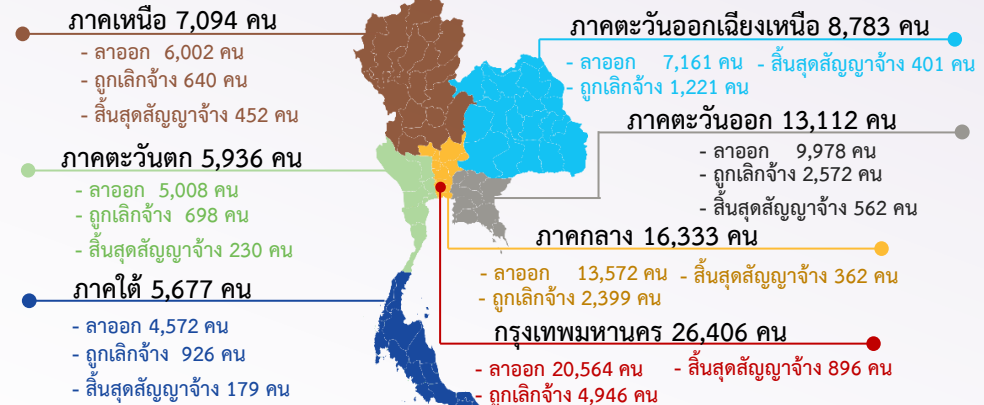 ภาคเหนือ 7,094 คน
- ลาออก 6,002 คน
- ถูกเลิกจ้าง 640 คน
- สิ้นสุดสัญญาจ้าง 452 คน
ภาคตะวันออกเฉียงเหนือ 8,783 คน
- ลาออก 7,161 คน - สิ้นสุดสัญญาจ้าง 401 คน
- ถูกเลิกจ้าง 1,221 คน
ภาคตะวันตก 5,936 คน
- ลาออก 5,008 คน
- ถูกเลิกจ้าง 698 คน
- สิ้นสุดสัญญาจ้าง 230 คน
ภาคตะวันออก 13,112 คน
- ลาออก 9,978 คน
- ถูกเลิกจ้าง 2,572 คน
- สิ้นสุดสัญญาจ้าง 562 คน
ภาคกลาง 16,333 คน
- ลาออก 13,572 คน - สิ้นสุดสัญญาจ้าง 362 คน
- ถูกเลิกจ้าง 2,399 คน
ภาคใต้ 5,677 คน
- ลาออก 4,572 คน
- ถูกเลิกจ้าง 926 คน
- สิ้นสุดสัญญาจ้าง 179 คน
กรุงเทพมหานคร 26,406 คน
- ลาออก 20,564 คน - สิ้นสุดสัญญาจ้าง 896 คน
- ถูกเลิกจ้าง 4,946 คน